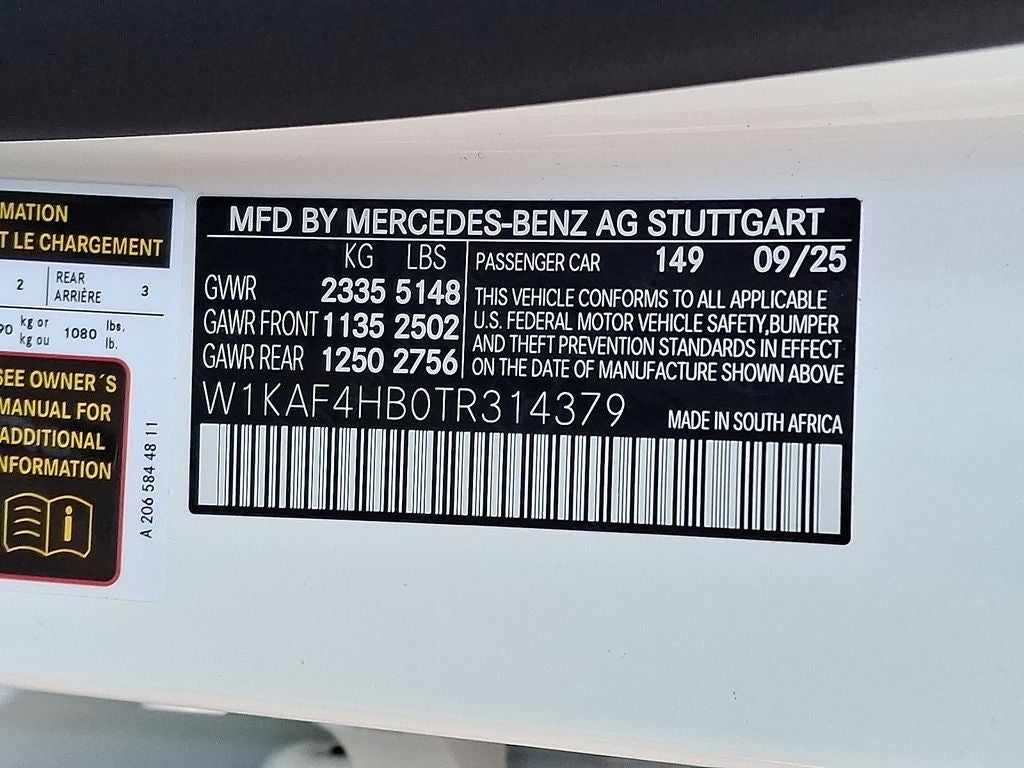 MATION
T LE CHARGEMENT
2 REAR ARRIÈRE 3
90 kg or kg ou 1080 lbs. lb.
SEE OWNER´S
MANUAL FOR
ADDITIONAL
NFORMATION
i
A 206 584 48 11
MFD BY MERCEDES-BENZ AG STUTTGART
KG LBS
GVWR 2335 5148
GAWR FRONT 1135 2502
GAWR REAR 1250 2756
PASSENGER CAR 149 09/25
THIS VEHICLE CONFORMS TO ALL APPLICABLE
U.S. FEDERAL MOTOR VEHICLE SAFETY,BUMPER
AND THEFT PREVENTION STANDARDS IN EFFECT
ON THE DATE OF MANUFACTURE SHOWN ABOVE
W1KAF4HB0TR314379
MADE IN SOUTH AFRICA